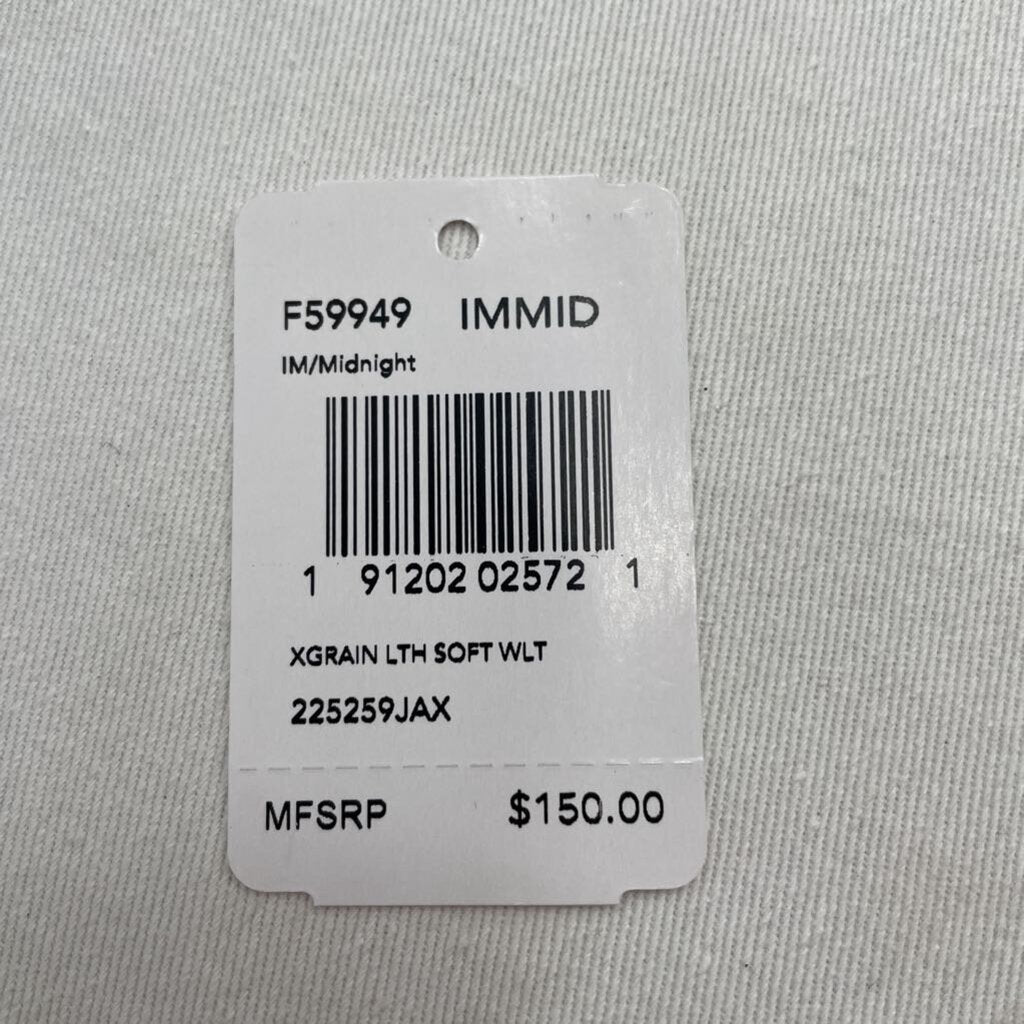 F59949 IMMID
IM/Midnight
1 91202 02572 1
XGRAIN LTH SOFT WLT
225259JAX
MFSRP $150.00